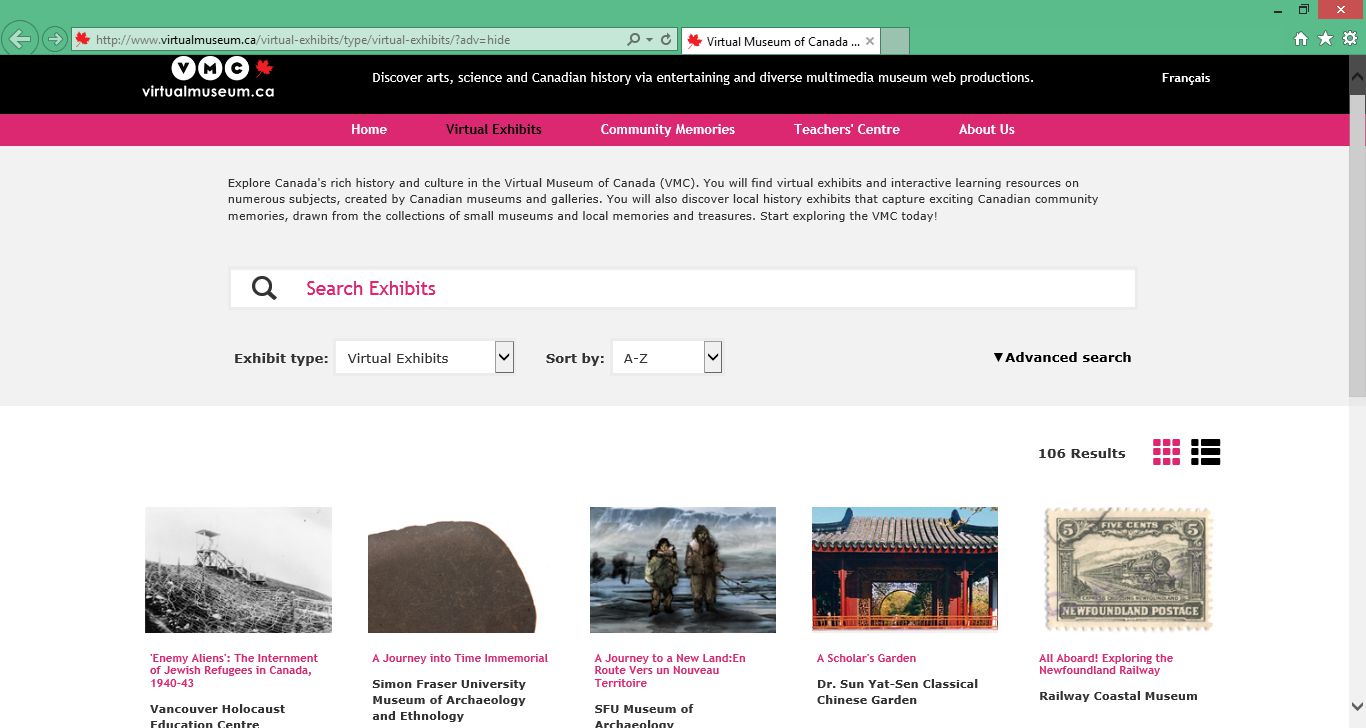 http://www.virtualmuseum.ca/virtual-exhibits/type/virtual-exhibits/?adv=hide
Virtual Museum of Canada ...
VMC
virtualmuseum.ca
Discover arts, science and Canadian history via entertaining and diverse multimedia museum web productions.
Français
Home
Virtual Exhibits
Community Memories
Teachers' Centre
About Us
Explore Canada's rich history and culture in the Virtual Museum of Canada (VMC). You will find virtual exhibits and interactive learning resources on
numerous subjects, created by Canadian museums and galleries. You will also discover local history exhibits that capture exciting Canadian community
memories, drawn from the collections of small museums and local memories and treasures. Start exploring the VMC today!
Search Exhibits
Exhibit type:
Virtual Exhibits
Sort by:
A-Z
▼Advanced search
106 Results
5 FIVE CENTS 5
NEWFOUNDLAND POSTAGE
'Enemy Aliens': The Internment
of Jewish Refugees in Canada,
1940-43
Vancouver Holocaust
Education Centre
A Journey into Time Immemorial
Simon Fraser University
Museum of Archaeology
and Ethnology
A Journey to a New Land:En
Route Vers un Nouveau
Territoire
SFU Museum of
Archaeology
A Scholar's Garden
Dr. Sun Yat-Sen Classical
Chinese Garden
All Aboard! Exploring the
Newfoundland Railway
Railway Coastal Museum